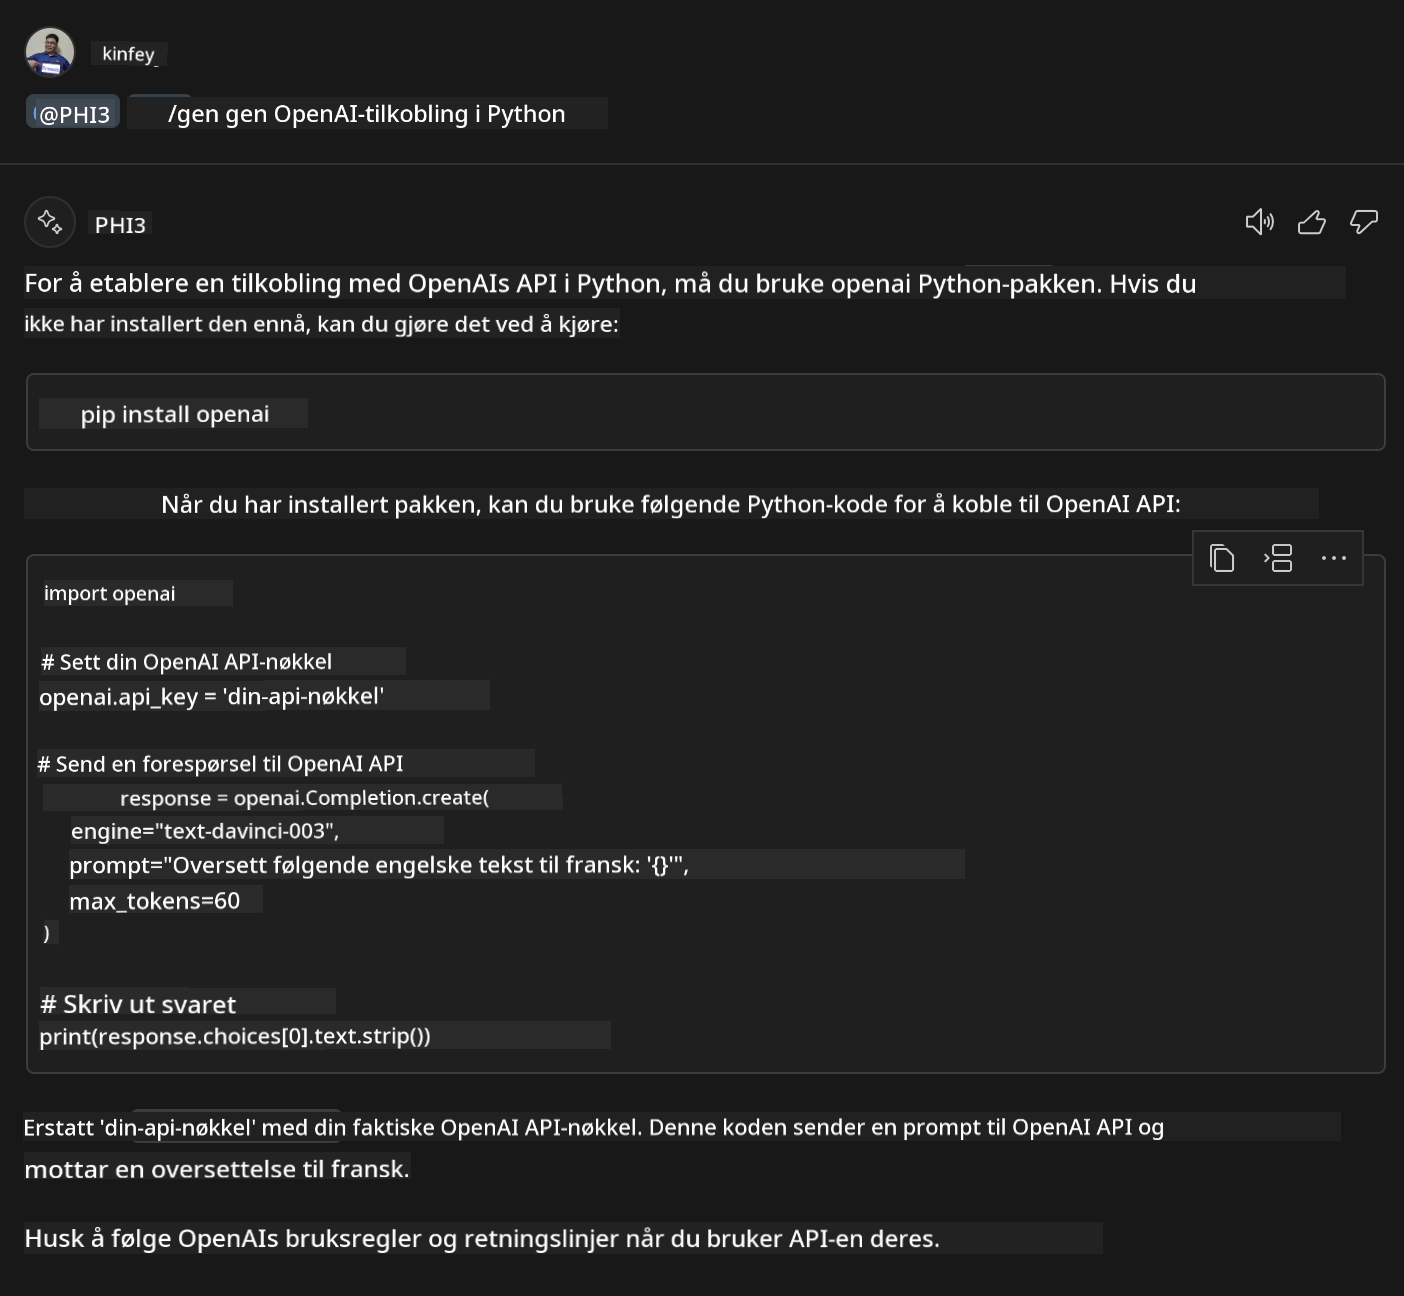 kinfey_
@PHI3 /gen gen OpenAI-tilkobling i Python
PHI3
For å etablere en tilkobling med OpenAIs API i Python, må du bruke openai Python-pakken. Hvis du
ikke har installert den ennå, kan du gjøre det ved å kjøre:
pip install openai
Når du har installert pakken, kan du bruke følgende Python-kode for å koble til OpenAI API:
import openai
# Sett din OpenAI API-nøkkel
openai.api_key = 'din-api-nøkkel'
# Send en forespørsel til OpenAI API
response = openai.Completion.create(
engine="text-davinci-003",
prompt="Oversett følgende engelske tekst til fransk: '{}'",
max_tokens=60
)
# Skriv ut svaret
print(response.choices[0].text.strip())
Erstatt 'din-api-nøkkel' med din faktiske OpenAI API-nøkkel. Denne koden sender en prompt til OpenAI API og
mottar en oversettelse til fransk.
Husk å følge OpenAIs bruksregler og retningslinjer når du bruker API-en deres.